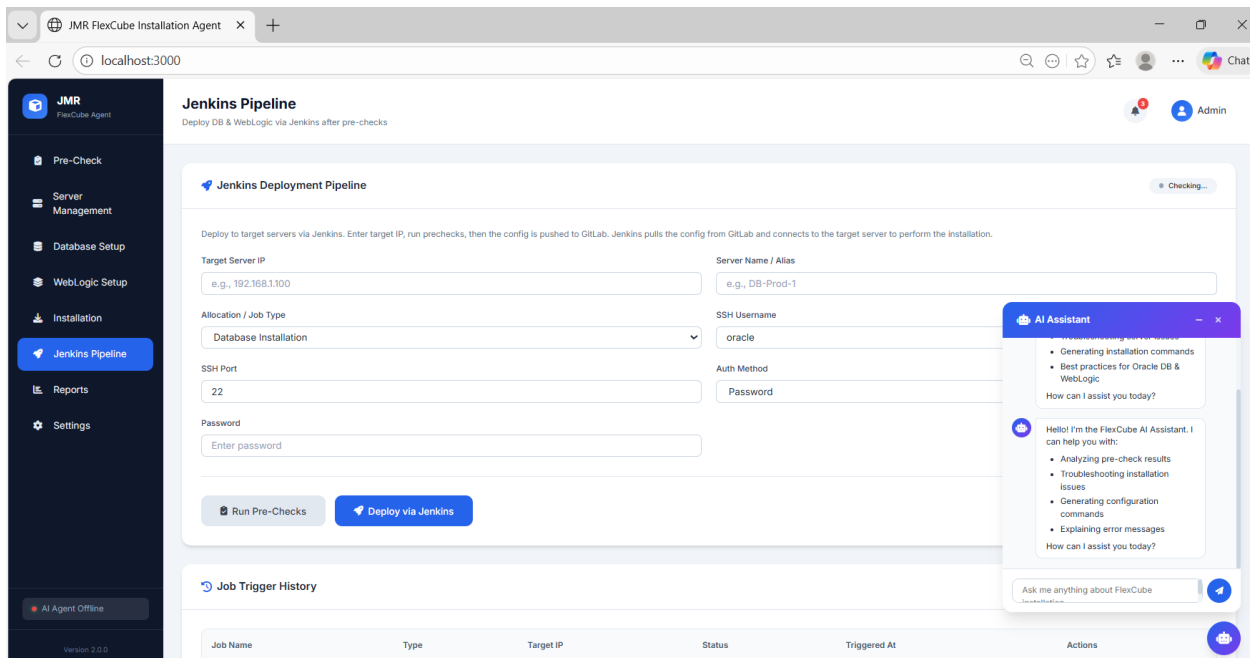 JMR FlexCube Installation Agent
localhost:3000
Chat
JMR
FlexCube Agent
Pre-Check
Server
Management
Database Setup
WebLogic Setup
Installation
Jenkins Pipeline
Reports
Settings
AI Agent Offline
Version 2.0.0
Jenkins Pipeline
Deploy DB & WebLogic via Jenkins after pre-checks
3
Admin
Jenkins Deployment Pipeline
Checking...
Deploy to target servers via Jenkins. Enter target IP, run prechecks, then the config is pushed to GitLab. Jenkins pulls the config from GitLab and connects to the target server to perform the installation.
Target Server IP
e.g., 192.168.1.100
Server Name / Alias
e.g., DB-Prod-1
Allocation / Job Type
Database Installation
SSH Username
oracle
SSH Port
22
Auth Method
Password
Password
Enter password
Run Pre-Checks
Deploy via Jenkins
Job Trigger History
Job Name Type Target IP Status Triggered At Actions
AI Assistant
Troubleshooting server issues
Generating installation commands
Best practices for Oracle DB &
WebLogic
How can I assist you today?
Hello! I'm the FlexCube AI Assistant. I
can help you with:
Analyzing pre-check results
Troubleshooting installation
issues
Generating configuration
commands
Explaining error messages
How can I assist you today?
Ask me anything about FlexCube
installation